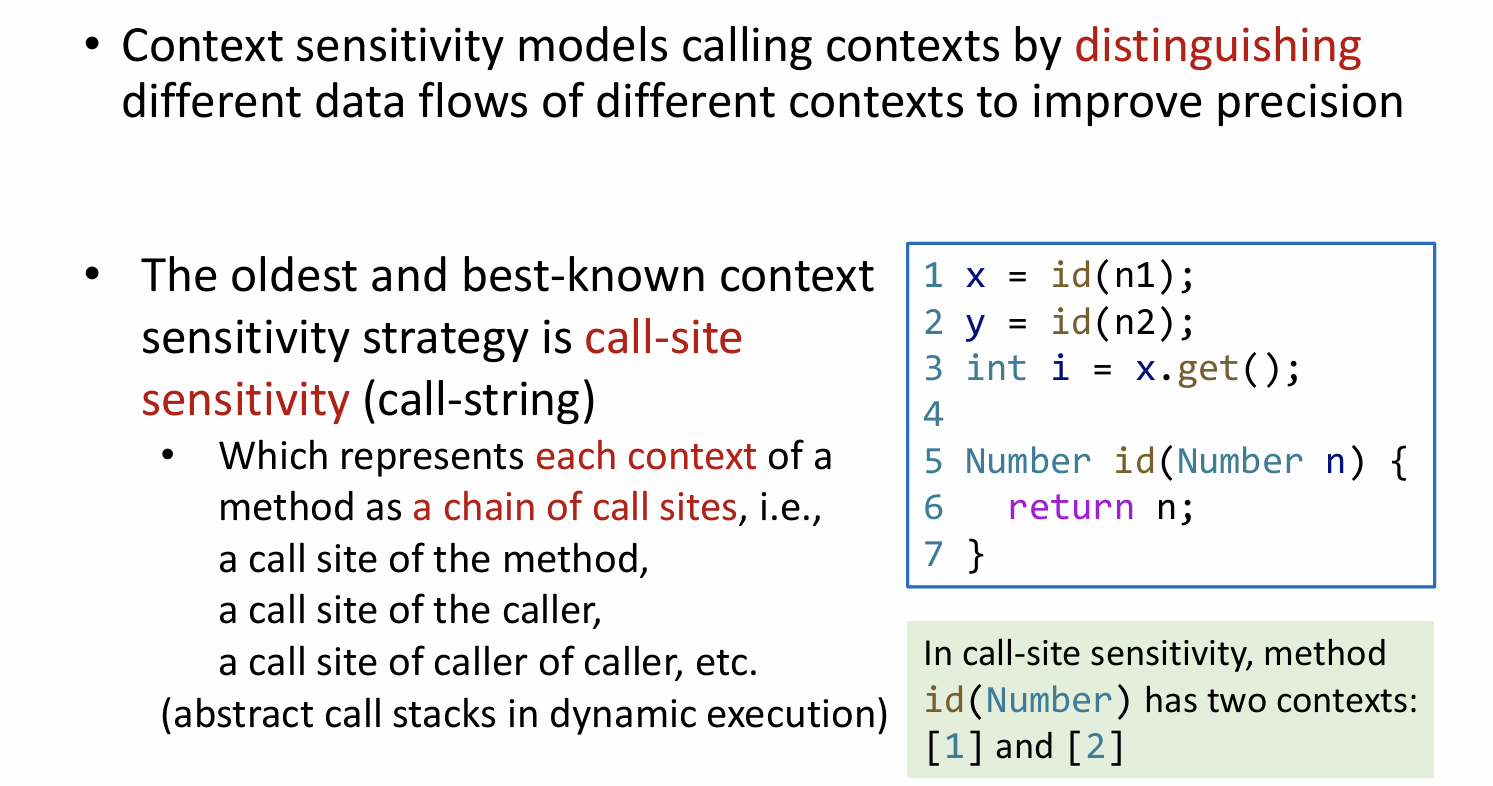 • Context sensitivity models calling contexts by distinguishing
different data flows of different contexts to improve precision
• The oldest and best-known context
sensitivity strategy is call-site
sensitivity (call-string)
• Which represents each context of a
method as a chain of call sites, i.e.,
a call site of the method,
a call site of the caller,
a call site of caller of caller, etc.
(abstract call stacks in dynamic execution)
1 x = id(n1);
2 y = id(n2);
3 int i = x.get();
4
5 Number id(Number n) {
6   return n;
7 }
In call-site sensitivity, method
id(Number) has two contexts:
[1] and [2]